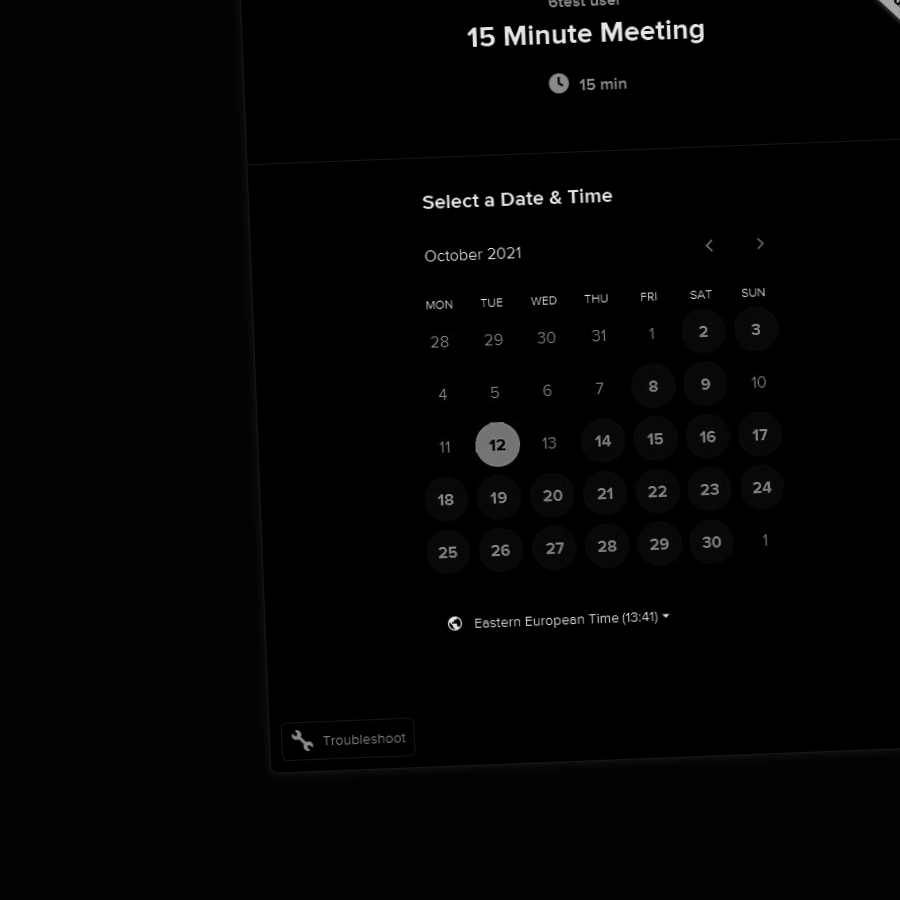 6test user
15 Minute Meeting
15 min
Select a Date & Time
October 2021
MON TUE WED THU FRI SAT SUN
28 29 30 31 1 2 3
4 5 6 7 8 9 10
11 12 13 14 15 16 17
18 19 20 21 22 23 24
25 26 27 28 29 30 1
Eastern European Time (13:41)
Troubleshoot